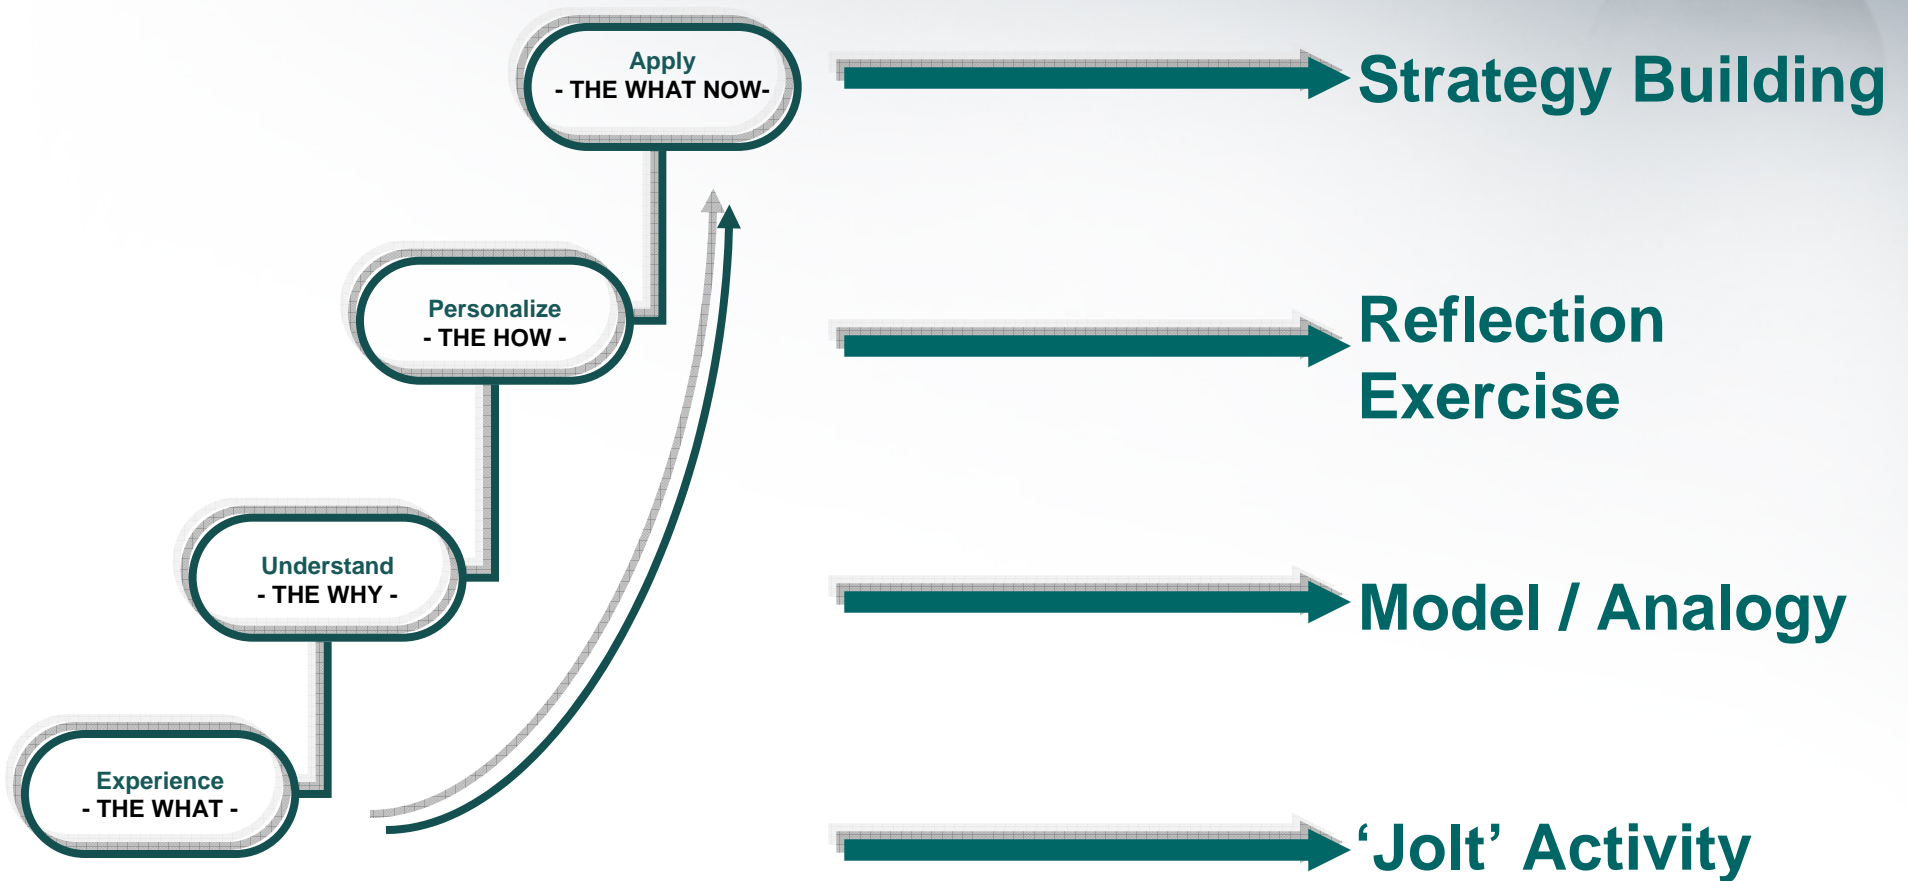 Apply
- THE WHAT NOW-
Strategy Building
Personalize
- THE HOW -
Reflection
Exercise
Understand
- THE WHY -
Model / Analogy
Experience
- THE WHAT -
‘Jolt’ Activity